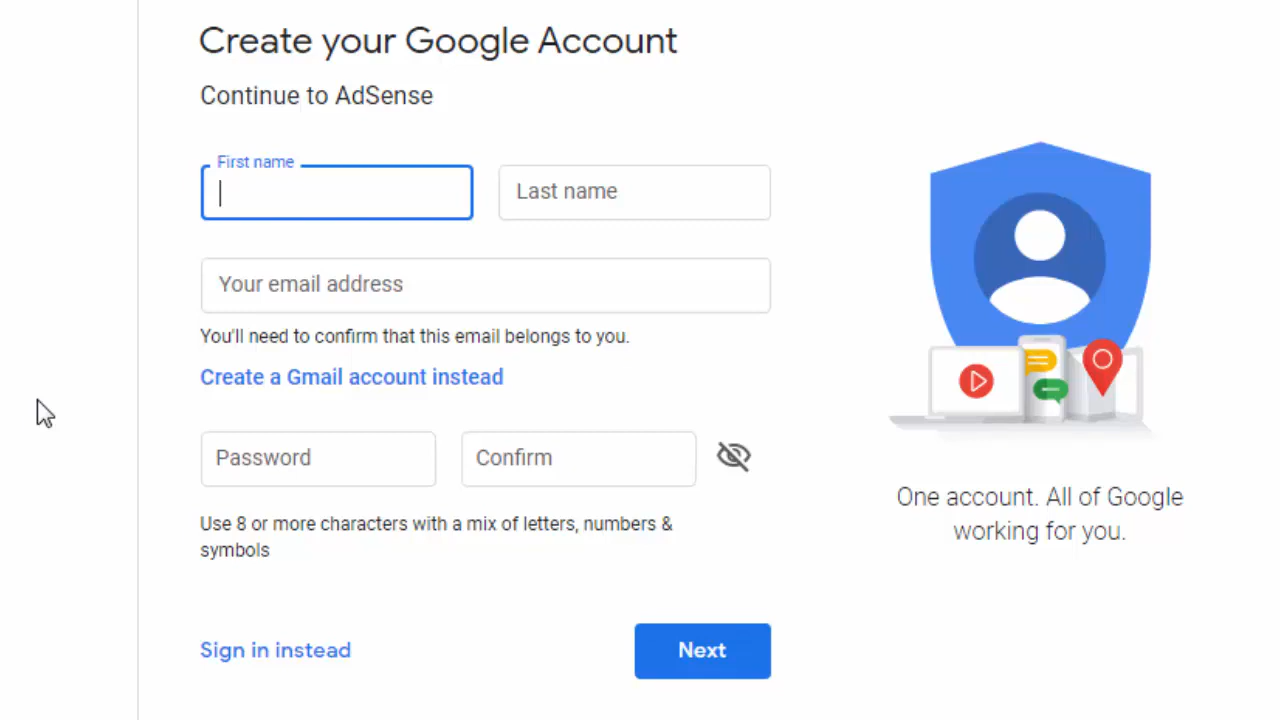 Create your Google Account
Continue to AdSense
First name
Last name
Your email address
You'll need to confirm that this email belongs to you.
Create a Gmail account instead
Password
Confirm
Use 8 or more characters with a mix of letters, numbers &
symbols
One account. All of Google
working for you.
Sign in instead
Next